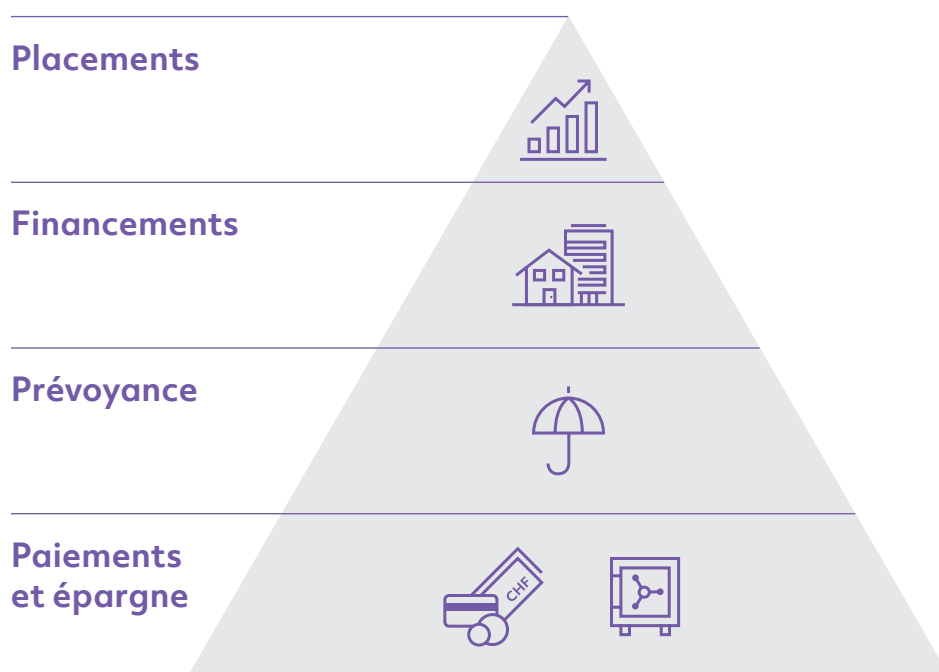 Placements
Financements
Prévoyance
Paiements
et épargne
CHF